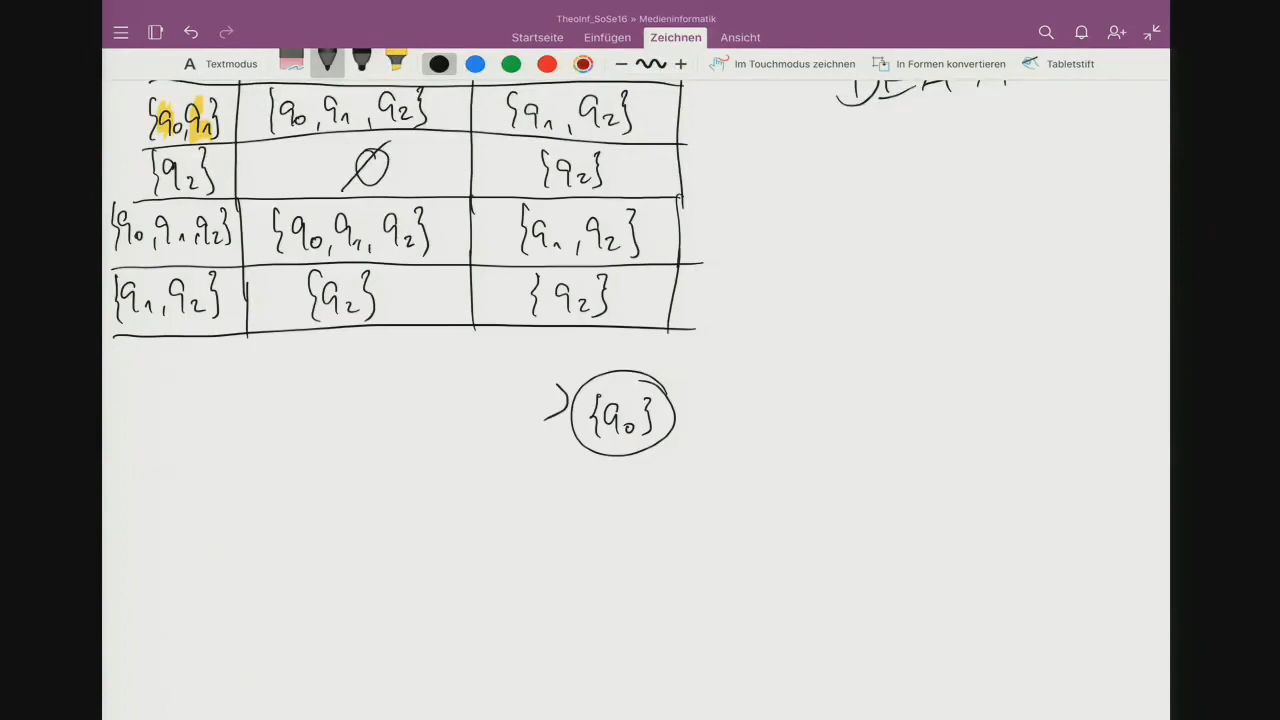 TheoInf_SoSe16 » Medieninformatik
Startseite Einfügen Zeichnen Ansicht
A Textmodus Im Touchmodus zeichnen In Formen konvertieren Tabletstift
{q0,q1} {q0,q1,q2} {q1,q2}
{q2} ∅ {q2}
{q0,q1,q2} {q0,q1,q2} {q1,q2}
{q1,q2} {q2} {q2}
{q0}